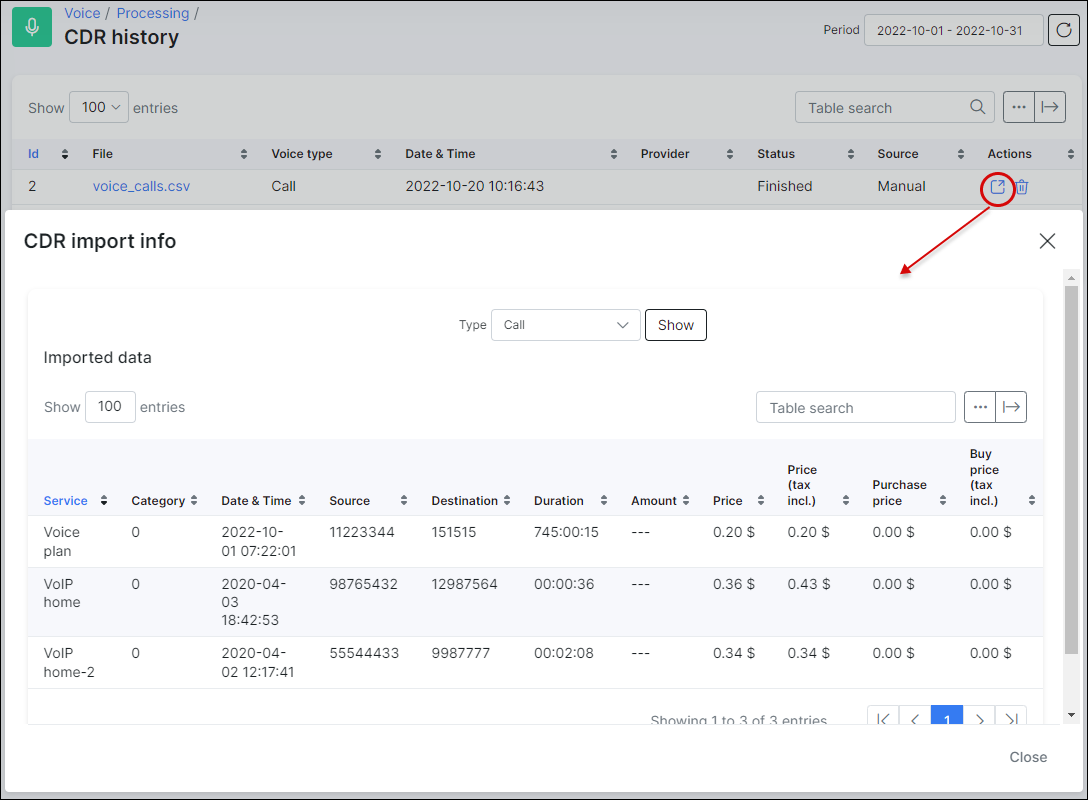 Voice / Processing /
CDR history
Period 2022-10-01 - 2022-10-31
Show 100 entries
Table search
Id File Voice type Date & Time Provider Status Source Actions
2 voice_calls.csv Call 2022-10-20 10:16:43 Finished Manual
CDR import info
Type Call Show
Imported data
Show 100 entries
Table search
Service Category Date & Time Source Destination Duration Amount Price Price (tax incl.) Purchase price Buy price (tax incl.)
Voice plan 0 2022-10-01 07:22:01 11223344 151515 745:00:15 --- 0.20 $ 0.20 $ 0.00 $ 0.00 $
VoIP home 0 2020-04-03 18:42:53 98765432 12987564 00:00:36 --- 0.36 $ 0.43 $ 0.00 $ 0.00 $
VoIP home-2 0 2020-04-02 12:17:41 55544433 9987777 00:02:08 --- 0.34 $ 0.34 $ 0.00 $ 0.00 $
Showing 1 to 3 of 3 entries 1
Close